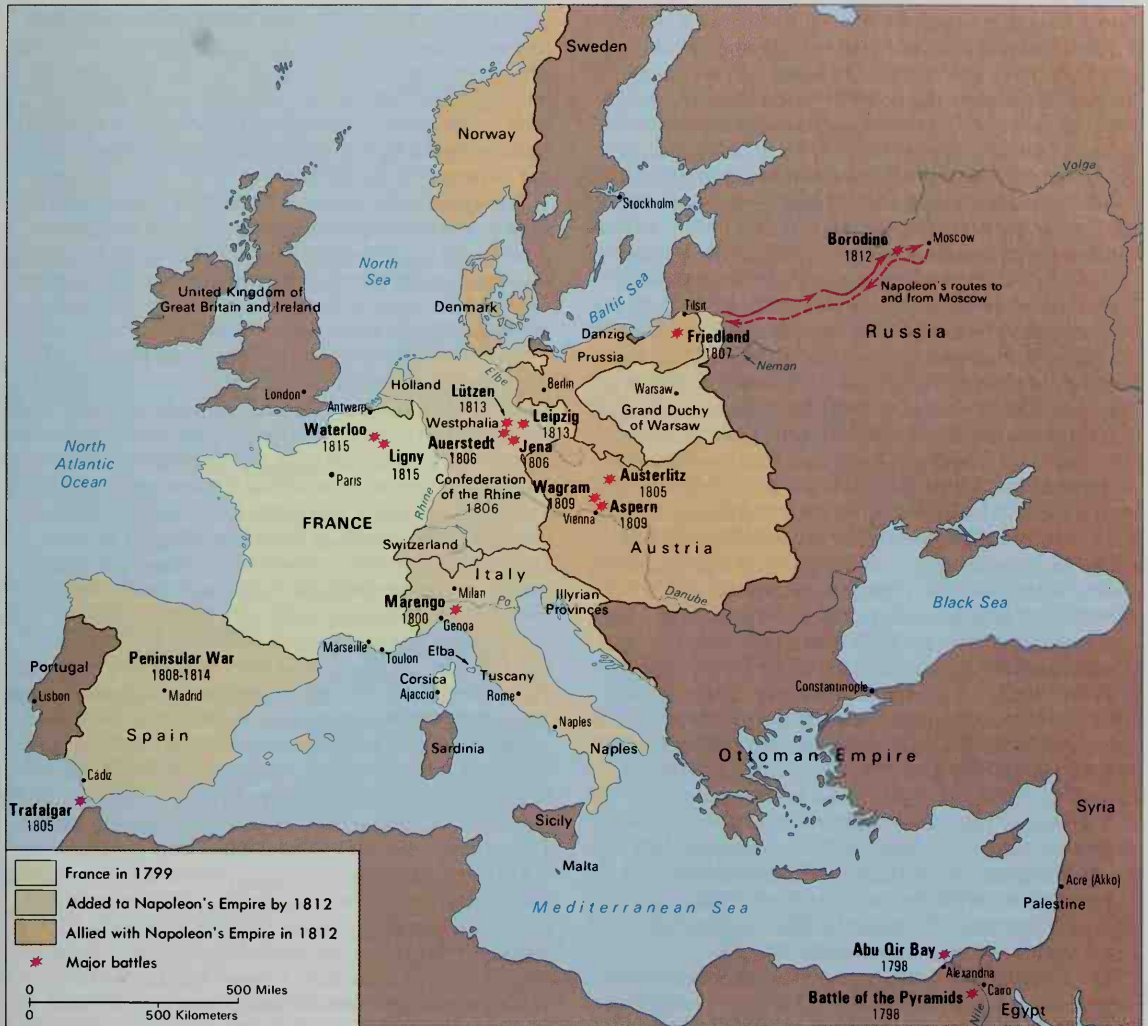 Sweden
Norway
Stockholm
Volga
Borodino
1812
Moscow
Napoleon's routes to
and from Moscow
North
Sea
Baltic Sea
United Kingdom of
Great Britain and Ireland
Denmark
Tilsit
Russia
Danzig
Friedland
1807
Prussia
Neman
Elbe
Holland
Berlin
Warsaw
Grand Duchy
of Warsaw
London
Lützen
1813
Antwerp
Westphalia
Leipzig
1813
Waterloo
1815
Auerstedt
1806
Jena
1806
Ligny
1815
North
Atlantic
Ocean
Paris
Confederation
of the Rhine
1806
Austerlitz
1805
Rhine
Wagram
1809
Aspern
1809
Vienna
FRANCE
Austria
Switzerland
Italy
Milan
Po
Illyrian
Provinces
Danube
Black Sea
Marengo
1800
Genoa
Marseille
Toulon
Elba
Portugal
Peninsular War
1808-1814
Corsica
Ajaccio
Tuscany
Rome
Lisbon
Madrid
Constantinople
Spain
Sardinia
Naples
Naples
Ottoman Empire
Cádiz
Trafalgar
1805
Sicily
Syria
Malta
Acre (Akko)
Palestine
Mediterranean Sea
Abu Qir Bay
1798
Alexandria
Cairo
Battle of the Pyramids
1798
Nile
Egypt
France in 1799
Added to Napoleon's Empire by 1812
Allied with Napoleon's Empire in 1812
Major battles
0 500 Miles
0 500 Kilometers